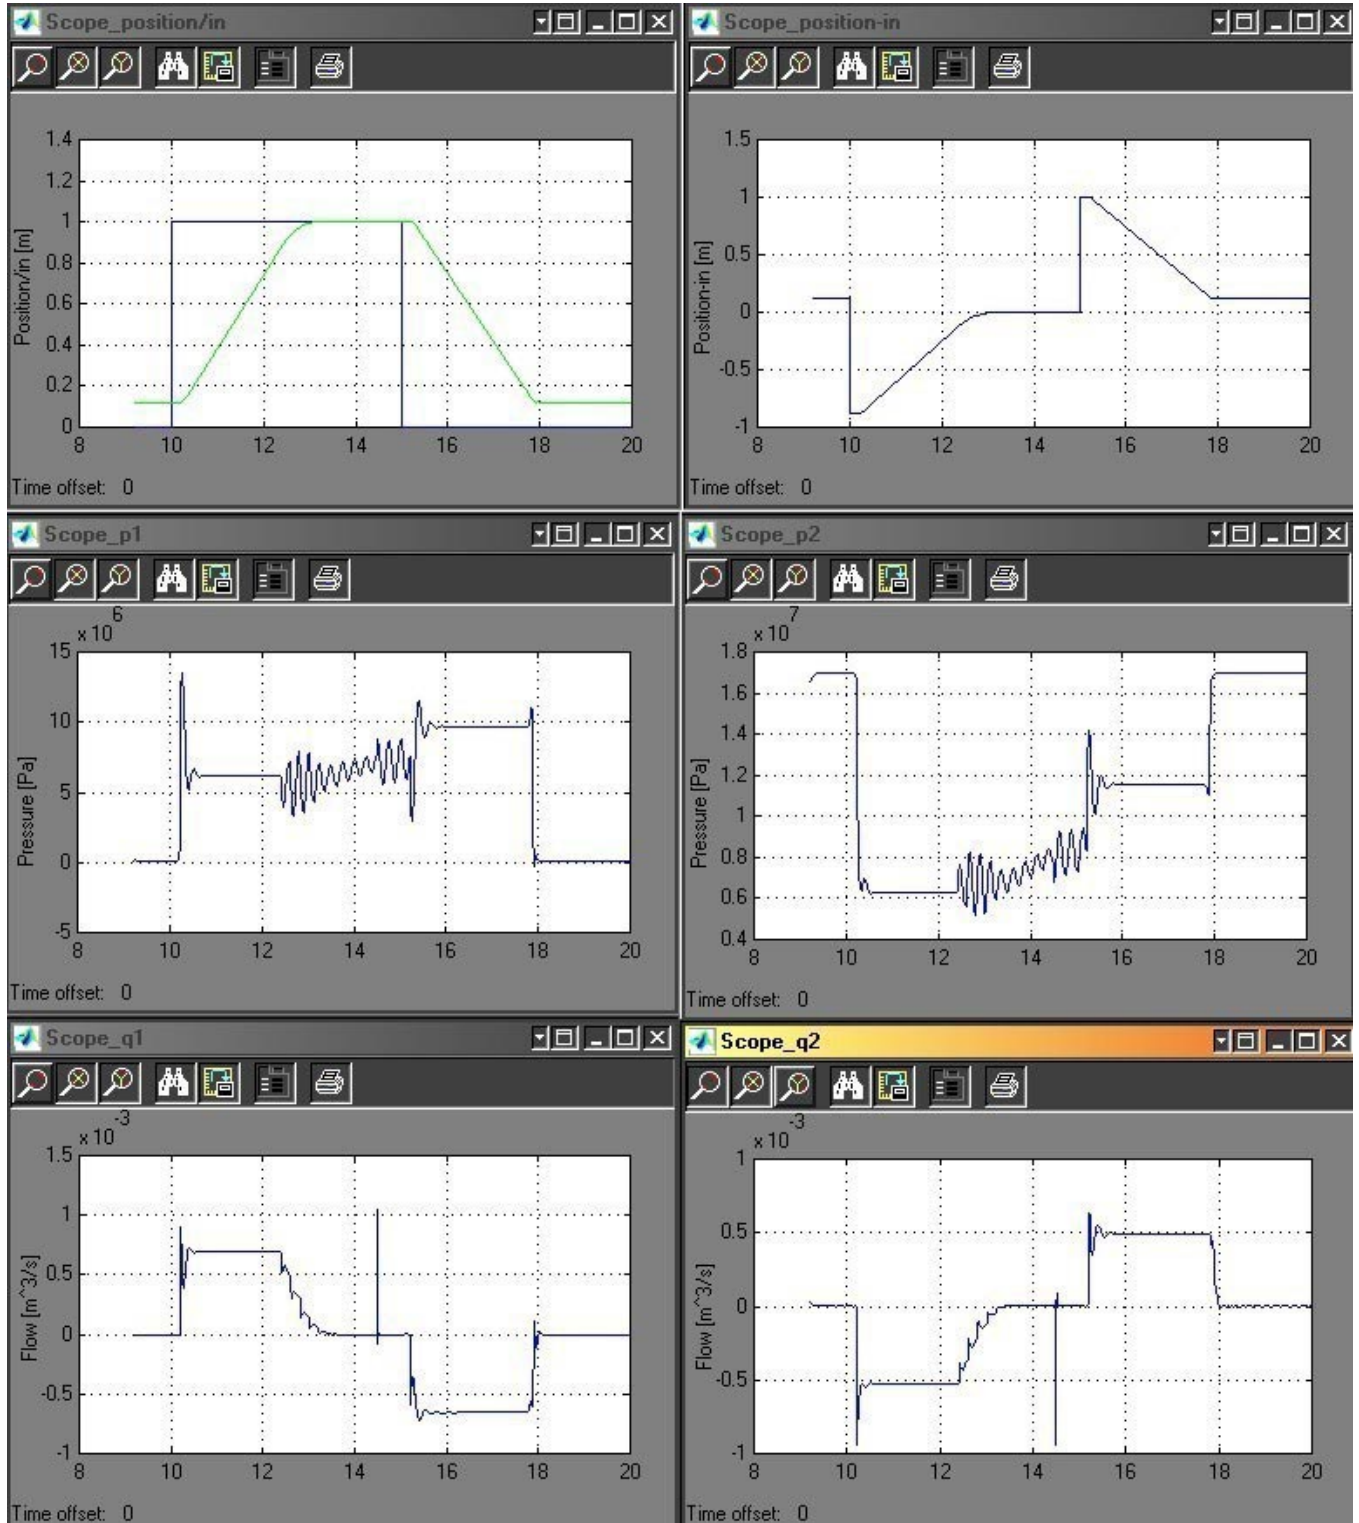 Scope_position/in
1.4
1.2
1
0.8
0.6
0.4
0.2
0
8 10 12 14 16 18 20
Position/in [m]
Time offset: 0
Scope_position-in
1.5
1
0.5
0
-0.5
-1
8 10 12 14 16 18 20
Position-in [m]
Time offset: 0
Scope_p1
x 10 6
15
10
5
0
-5
8 10 12 14 16 18 20
Pressure [Pa]
Time offset: 0
Scope_p2
x 10 7
1.8
1.6
1.4
1.2
1
0.8
0.6
0.4
8 10 12 14 16 18 20
Pressure [Pa]
Time offset: 0
Scope_q1
x 10 -3
1.5
1
0.5
0
-0.5
-1
8 10 12 14 16 18 20
Flow [m^3/s]
Time offset: 0
Scope_q2
x 10 -3
1
0.5
0
-0.5
-1
8 10 12 14 16 18 20
Flow [m^3/s]
Time offset: 0